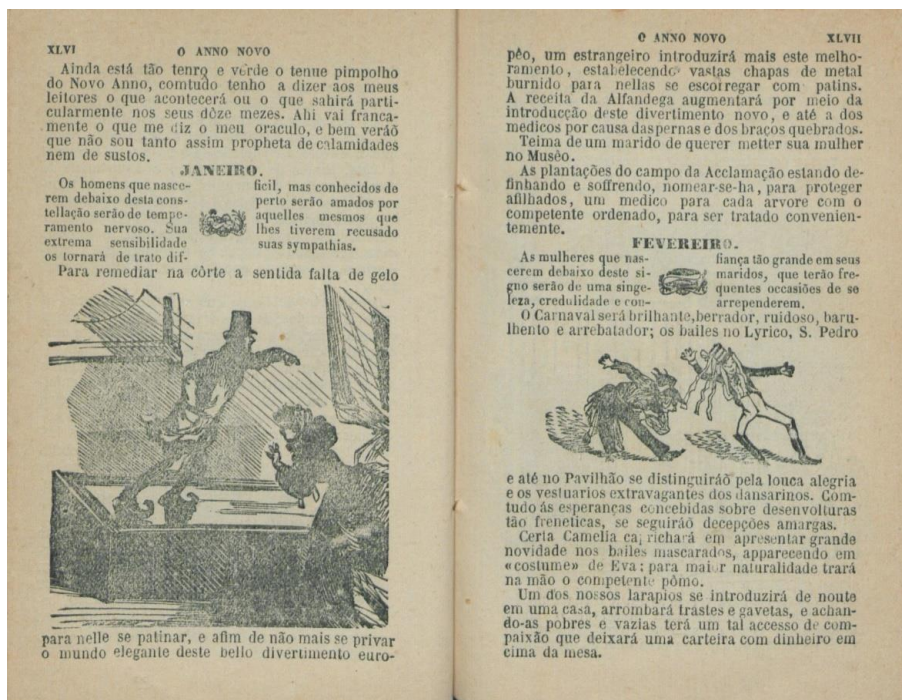 XLVI O ANNO NOVO
Ainda está tão tenro e verde o tenue pimpolho
do Novo Anno, comtudo tenho a dizer aos meus
leitores o que acontecerá ou o que sahirá parti-
cularmente nos seus dôze mezes. Ahi vai franca-
mente o que me diz o meu oraculo, e bem veráõ
que não sou tanto assim propheta de calamidades
nem de sustos.
JANEIRO.
Os homens que nasce-
rem debaixo desta cons-
tellação serão de tempe-
ramento nervoso. Sua
extrema sensibilidade
os tornará de trato dif-
ficil, mas conhecidos de
perto serão amados por
aquelles mesmos que
lhes tiverem recusado
suas sympathias.
Para remediar na côrte a sentida falta de gelo
para nelle se patinar, e afim de não mais se privar
o mundo elegante deste bello divertimento euro-
O ANNO NOVO XLVII
pêo, um estrangeiro introduzirá mais este melho-
ramento, estabelecendo vastas chapas de metal
burnido para nellas se escorregar com patins.
A receita da Alfandega augmentará por meio da
introducção deste divertimento novo, e até a dos
medicos por causa das pernas e dos braços quebrados.
Teima de um marido de querer metter sua mulher
no Musêo.
As plantações do campo da Acclamação estando de-
finhando e soffrendo, nomear-se-ha, para proteger
afilhados, um medico para cada arvore com o
competente ordenado, para ser tratado convenien-
temente.
FEVEREIRO.
As mulheres que nas-
cerem debaixo deste si-
gno serão de uma singe-
leza, credulidade e con-
fiança tão grande em seus
maridos, que terão fre-
quentes occasiões de se
arrependerem.
O Carnaval será brilhante, berrador, ruidoso, baru-
lhento e arrebatador; os bailes no Lyrico, S. Pedro
e até no Pavilhão se distinguiráõ pela louca alegria
e os vestuarios extravagantes dos dansarinos. Com-
tudo ás esperanças concebidas sobre desenvolturas
tão freneticas, se seguiráõ decepções amargas.
Certa Camelia caprichará em apresentar grande
novidade nos bailes mascarados, apparecendo em
«costume» de Eva; para maior naturalidade trará
na mão o competente pômo.
Um dos nossos larapios se introduzirá de noute
em uma casa, arrombará trastes e gavetas, e achan-
do-as pobres e vazias terá um tal accesso de com-
paixão que deixará uma carteira com dinheiro em
cima da mesa.